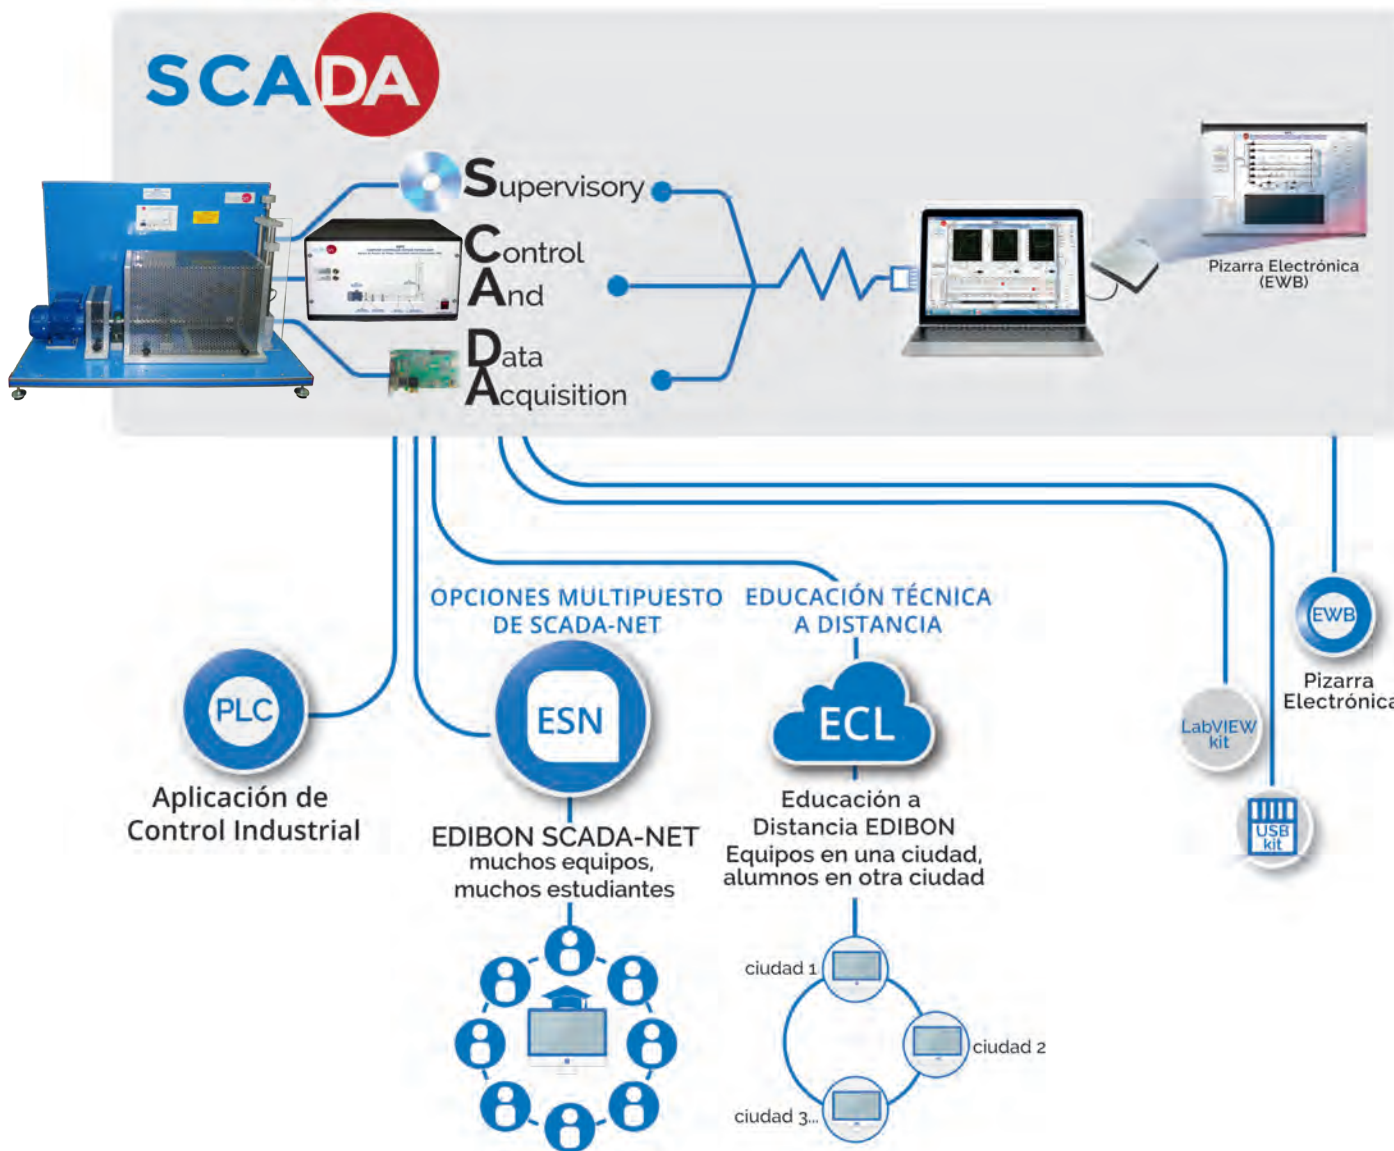 SCADA
Supervisory
Control
And
Data
Acquisition
Pizarra Electrónica
(EWB)
OPCIONES MULTIPUESTO
DE SCADA-NET
EDUCACIÓN TÉCNICA
A DISTANCIA
PLC
Aplicación de
Control Industrial
ESN
EDIBON SCADA-NET
muchos equipos,
muchos estudiantes
ECL
Educación a
Distancia EDIBON
Equipos en una ciudad,
alumnos en otra ciudad
ciudad 1
ciudad 2
ciudad 3...
LabVIEW
kit
USB
kit
EWB
Pizarra
Electrónica